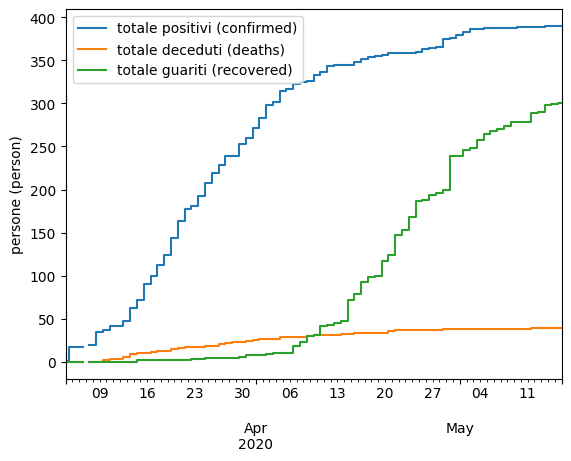 totale positivi (confirmed)
totale deceduti (deaths)
totale guariti (recovered)
persone (person)
400
350
300
250
200
150
100
50
0
09 16 23 30 06 13 20 27 04 11
Apr May
2020